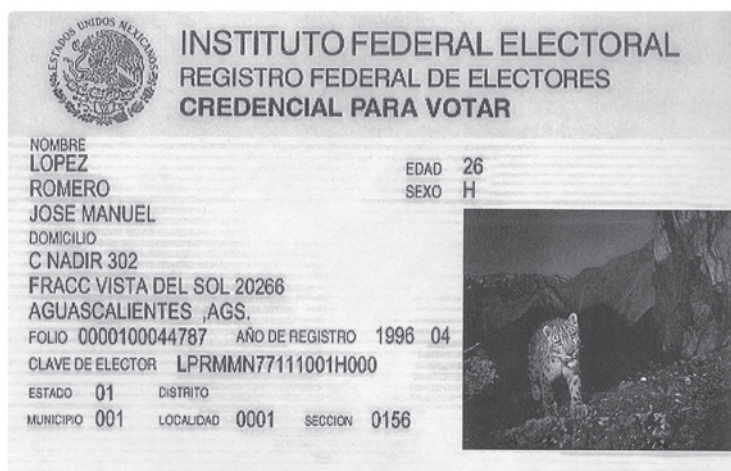 ESTADOS UNIDOS MEXICANOS
INSTITUTO FEDERAL ELECTORAL
REGISTRO FEDERAL DE ELECTORES
CREDENCIAL PARA VOTAR
NOMBRE
LOPEZ
EDAD 26
ROMERO
SEXO H
JOSE MANUEL
DOMICILIO
C NADIR 302
FRACC VISTA DEL SOL 20266
AGUASCALIENTES ,AGS.
FOLIO 0000100044787 AÑO DE REGISTRO 1996 04
CLAVE DE ELECTOR LPRMMN77111001H000
ESTADO 01 DISTRITO
MUNICIPIO 001 LOCALIDAD 0001 SECCION 0156